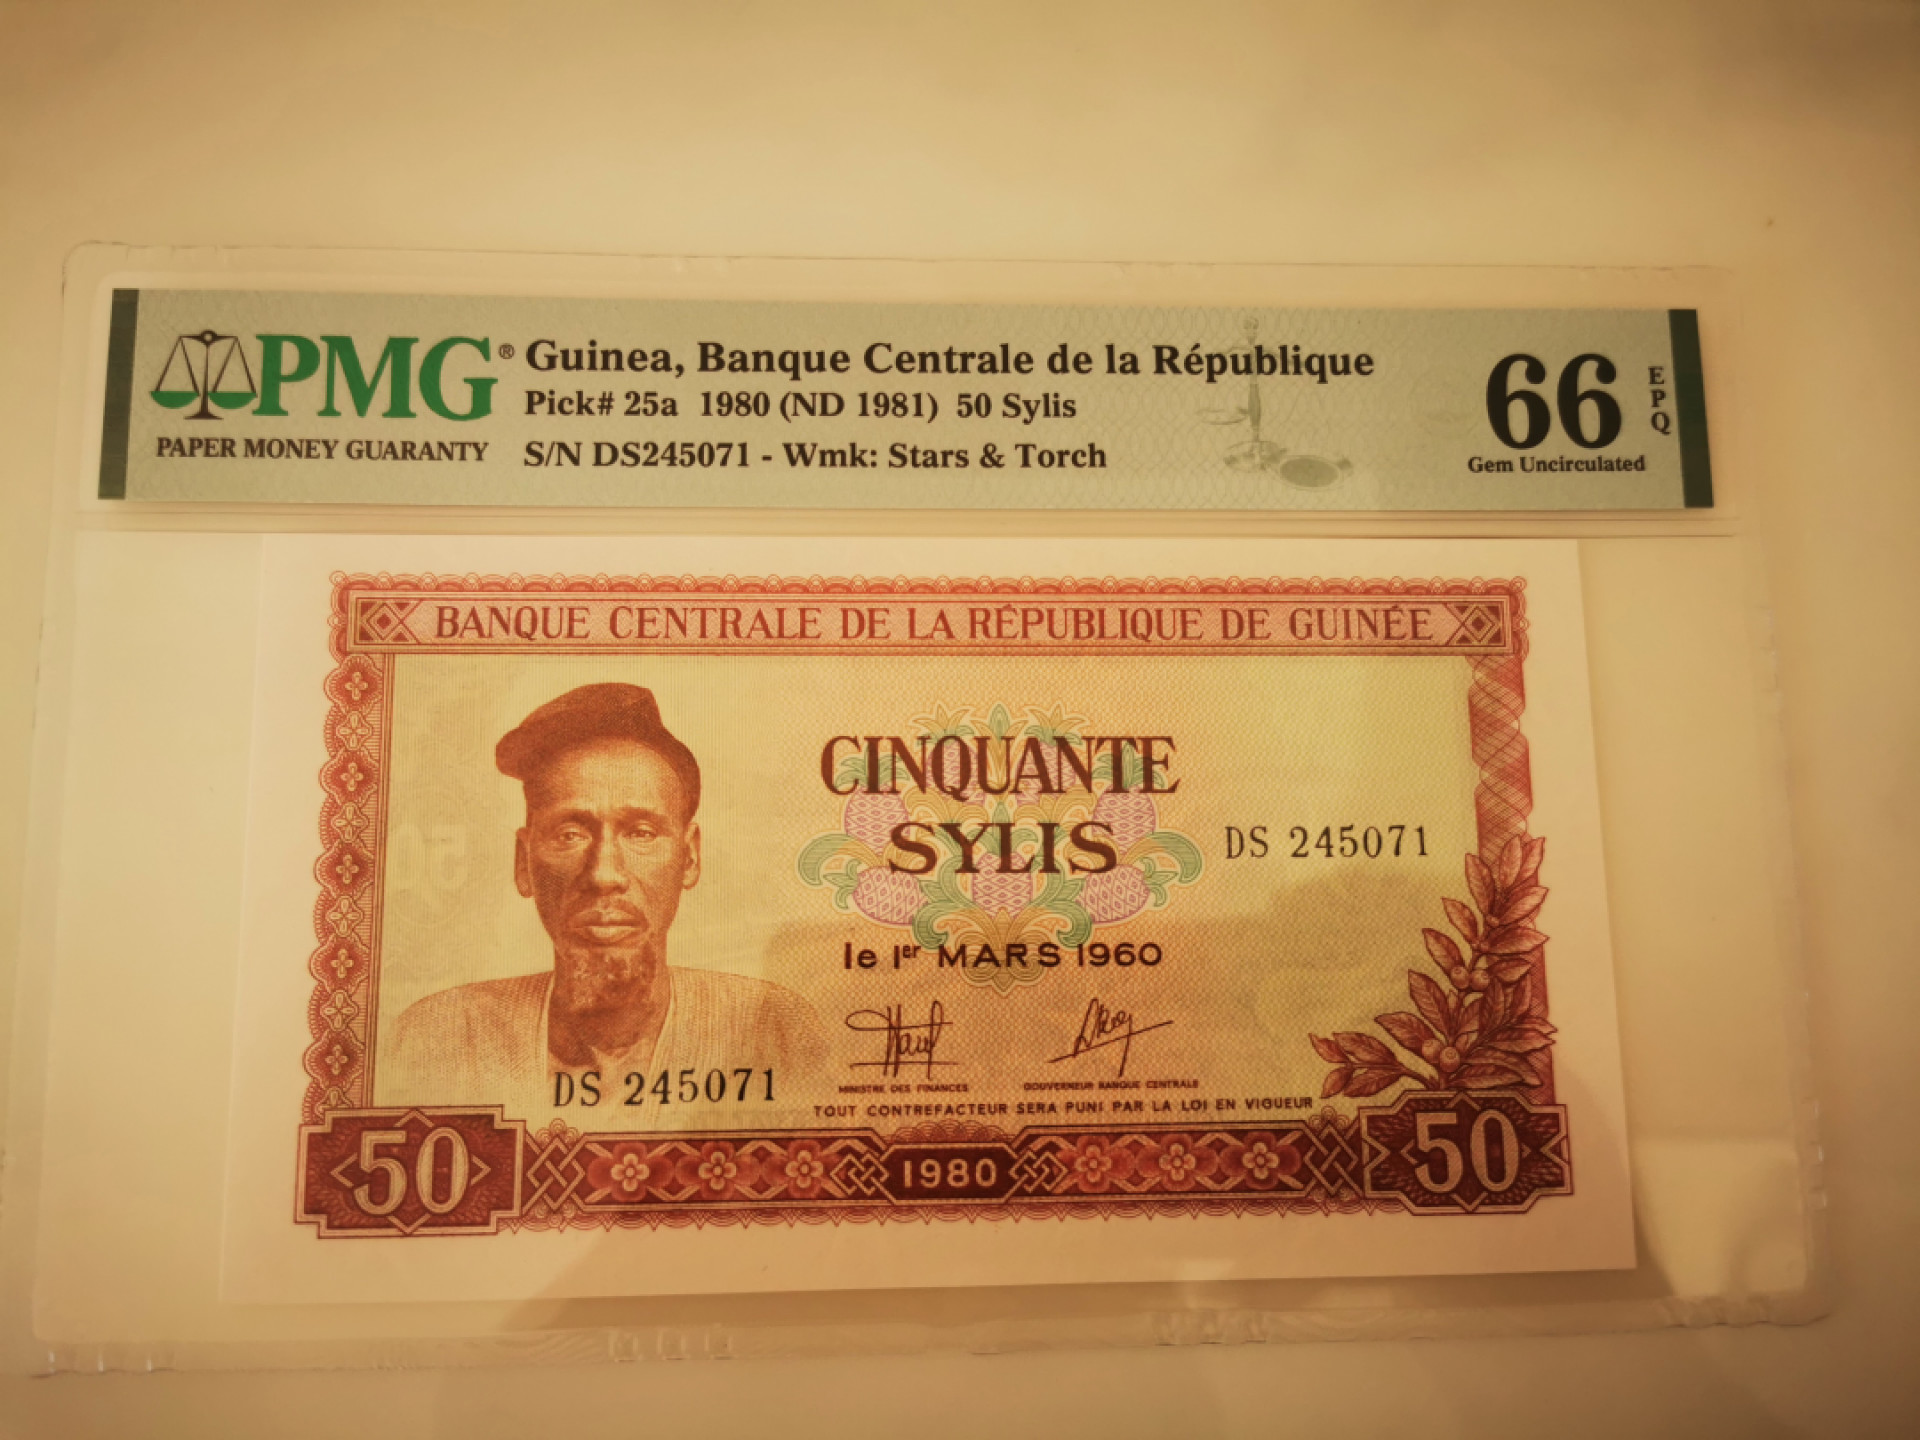 PMG®
PAPER MONEY GUARANTY
Guinea, Banque Centrale de la République
Pick# 25a 1980 (ND 1981) 50 Sylis
S/N DS245071 - Wmk: Stars & Torch
66
EPQ
Gem Uncirculated
BANQUE CENTRALE DE LA RÉPUBLIQUE DE GUINÉE
CINQUANTE
SYLIS
DS 245071
le 1er MARS 1960
MINISTRE DES FINANCES
GOUVERNEUR BANQUE CENTRALE
DS 245071
TOUT CONTREFACTEUR SERA PUNI PAR LA LOI EN VIGUEUR
50
1980
50